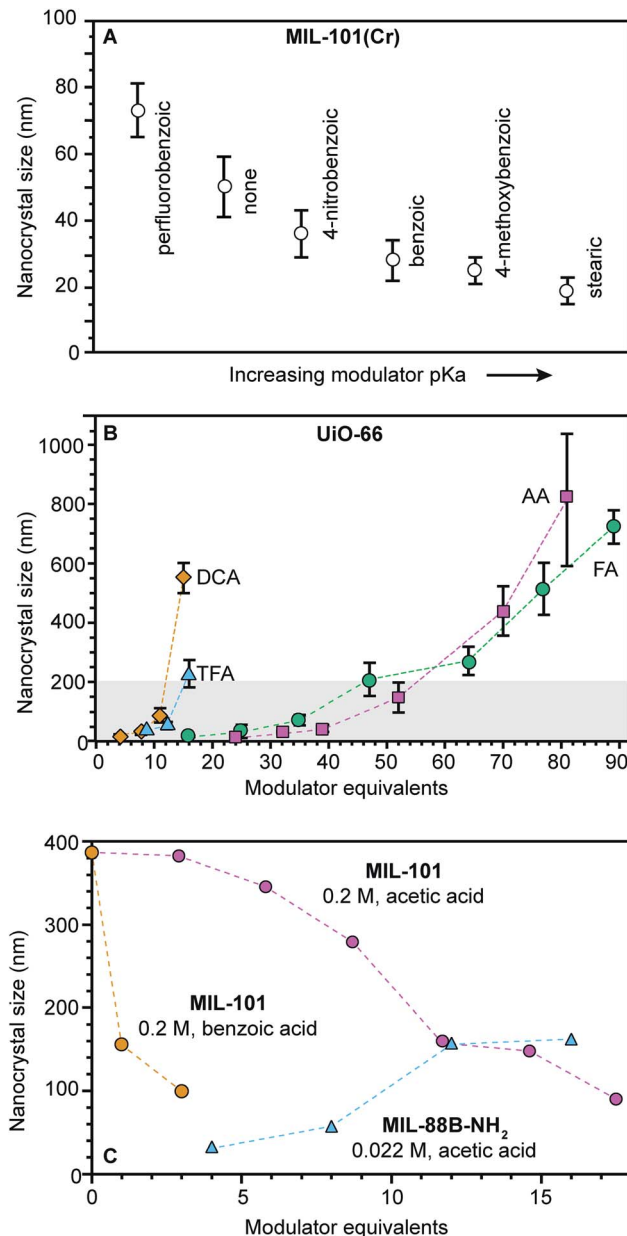 A
MIL-101(Cr)
Nanocrystal size (nm)
100
80
60
40
20
0
perfluorobenzoic
none
4-nitrobenzoic
benzoic
4-methoxybenzoic
stearic
Increasing modulator pKa
B
UiO-66
Nanocrystal size (nm)
1000
800
600
400
200
0
DCA
TFA
AA
FA
0 10 20 30 40 50 60 70 80 90
Modulator equivalents
Nanocrystal size (nm)
400
300
200
100
0
MIL-101
0.2 M, acetic acid
MIL-101
0.2 M, benzoic acid
MIL-88B-NH₂
0.022 M, acetic acid
C
0 5 10 15
Modulator equivalents